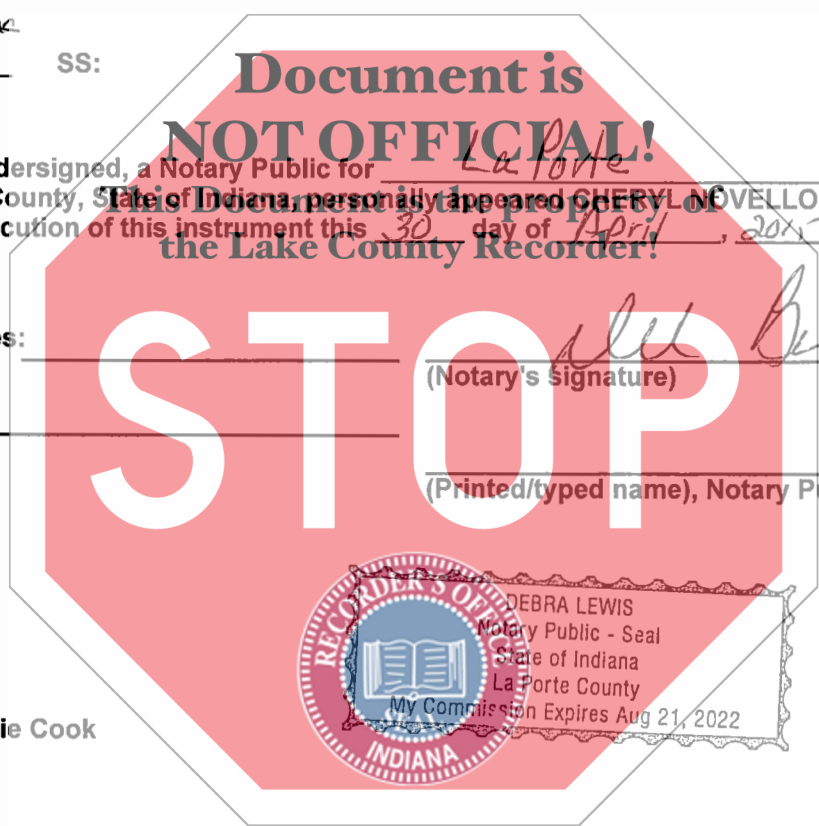 SS:
Document is
NOT OFFICIAL!
dersigned, a Notary Public for La Porte
County, State of Indiana, personally appeared CHERYL NOVELLO
This Document is the property of
cution of this instrument this 30 day of April,
the Lake County Recorder!
s:
(Notary's signature)
STOP
(Printed/typed name), Notary Pu
RECORDER'S OFFICE
INDIANA
DEBRA LEWIS
Notary Public - Seal
State of Indiana
La Porte County
My Commission Expires Aug 21, 2022
ie Cook